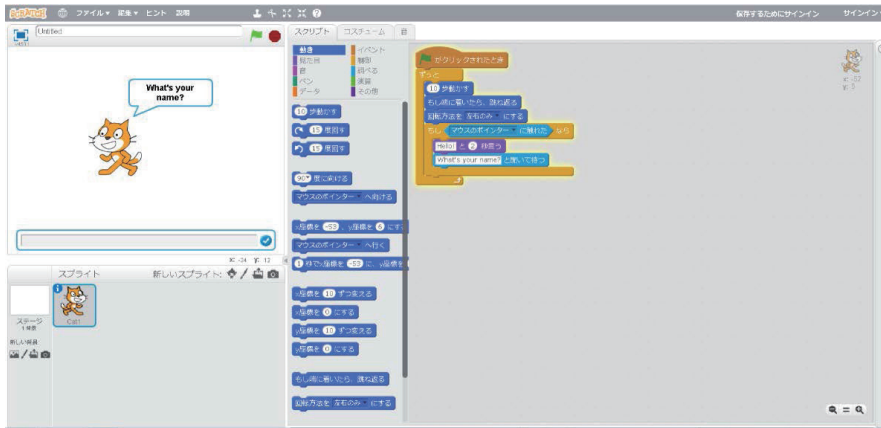 SCRATCH ファイル▼ 編集▼ ヒント 説明 保存するためにサインイン サインイン
Untitled
v461
スクリプト コスチューム 音
動き イベント
見た目 制御
音 調べる
ペン 演算
データ その他
What's your
name?
10 歩動かす
15 度回す
15 度回す
90▼ 度に向ける
マウスのポインター へ向ける
x座標を -53 、y座標を 6 にす
マウスのポインター へ行く
1 秒でx座標を -53 に、y座標を
x座標を 10 ずつ変える
x座標を 0 にする
y座標を 10 ずつ変える
y座標を 0 にする
もし端に着いたら、跳ね返る
回転方法を 左右のみ にする
がクリックされたとき
ずっと
10 歩動かす
もし端に着いたら、跳ね返る
回転方法を 左右のみ にする
もし マウスのポインター に触れた なら
Hello! と 2 秒言う
What's your name? と聞いて待つ
x: -52
y: 3
x: -24 y: 12
スプライト 新しいスプライト:
ステージ
1 背景
新しい背景
Cat1